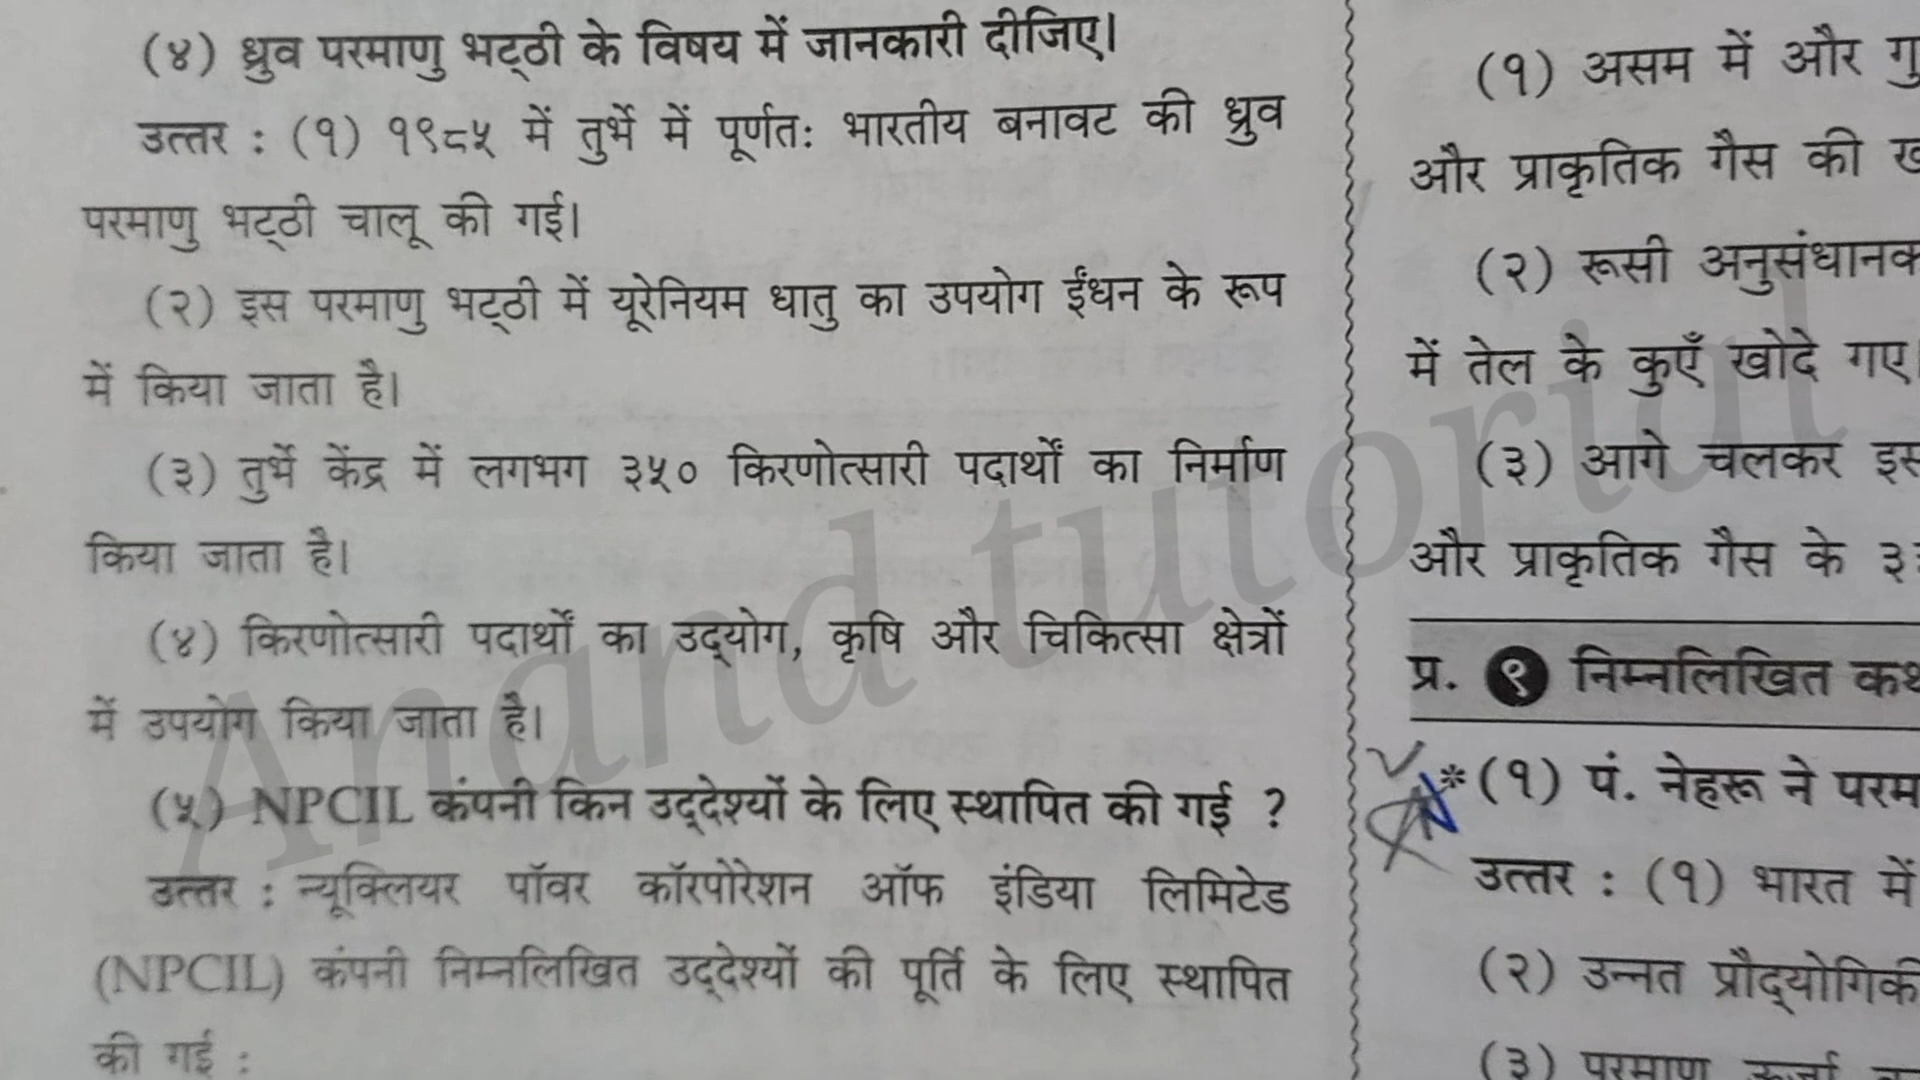 (४) ध्रुव परमाणु भट्ठी के विषय में जानकारी दीजिए।
उत्तर : (१) १९८५ में तुर्भे में पूर्णतः भारतीय बनावट की ध्रुव
परमाणु भट्ठी चालू की गई।
(२) इस परमाणु भट्ठी में यूरेनियम धातु का उपयोग ईंधन के रूप
में किया जाता है।
(३) तुर्भे केंद्र में लगभग ३५० किरणोत्सारी पदार्थों का निर्माण
किया जाता है।
(४) किरणोत्सारी पदार्थों का उद्योग, कृषि और चिकित्सा क्षेत्रों
में उपयोग किया जाता है।
(५) NPCIL कंपनी किन उद्देश्यों के लिए स्थापित की गई ?
उत्तर : न्यूक्लियर पॉवर कॉरपोरेशन ऑफ इंडिया लिमिटेड
(NPCIL) कंपनी निम्नलिखित उद्देश्यों की पूर्ति के लिए स्थापित
की गई :
(१) असम में और
और प्राकृतिक गैस की
(२) रूसी
में तेल के कुएँ खोदे गए।
(३) आगे चलकर
और प्राकृतिक गैस के
प्र. ९ निम्नलिखित
*(१) पं. नेहरू ने
उत्तर : (१) भारत में
(२) उन्नत
(३)
Anand tutorial